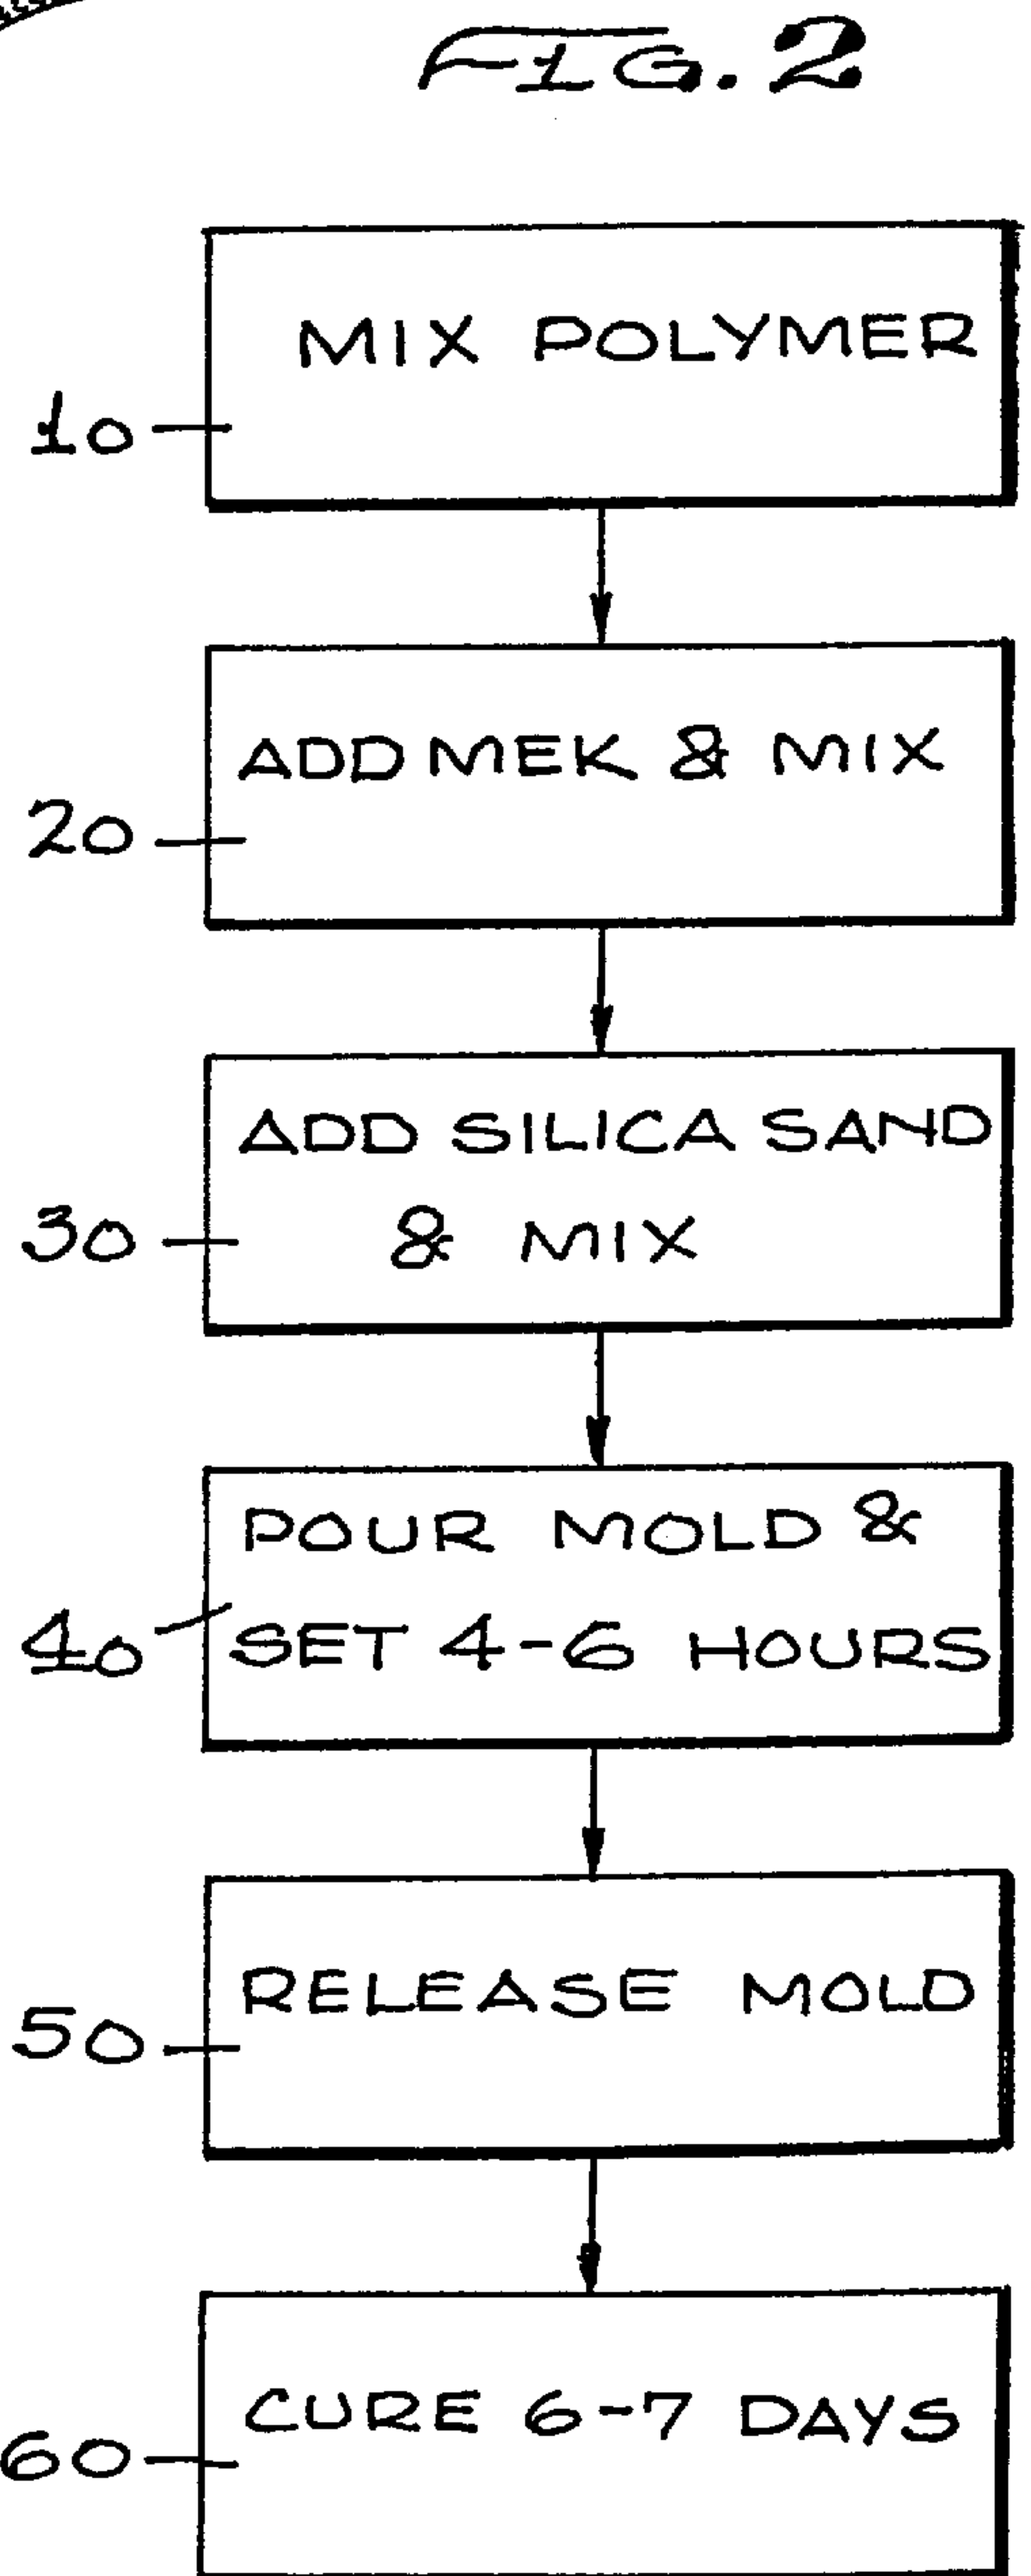 FIG. 2
MIX POLYMER
10
ADD MEK & MIX
20
ADD SILICA SAND
& MIX
30
POUR MOLD &
SET 4-6 HOURS
40
RELEASE MOLD
50
CURE 6-7 DAYS
60